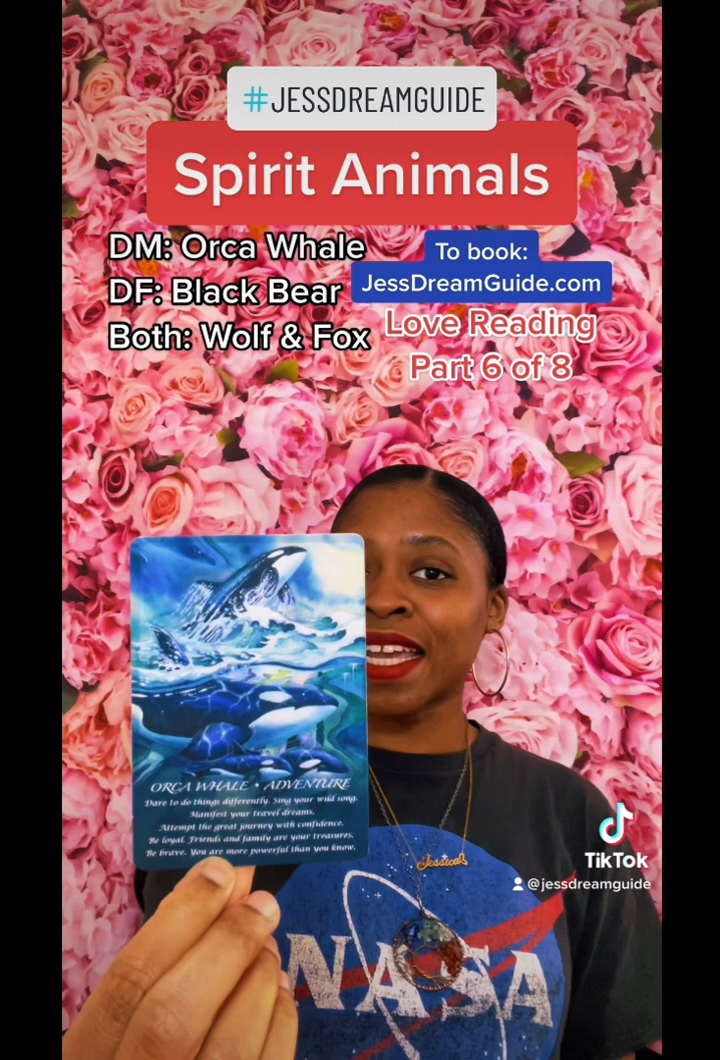 #JESSDREAMGUIDE
Spirit Animals
DM: Orca Whale
DF: Black Bear
Both: Wolf & Fox
To book:
JessDreamGuide.com
Love Reading
Part 6 of 8
ORCA WHALE • ADVENTURE
Dare to do things differently. Sing your wild song.
Manifest your travel dreams.
Attempt the great journey with confidence.
Be loyal. Friends and family are your treasures.
Be brave. You are more powerful than you know.
Jessica
NASA
TikTok
@jessdreamguide